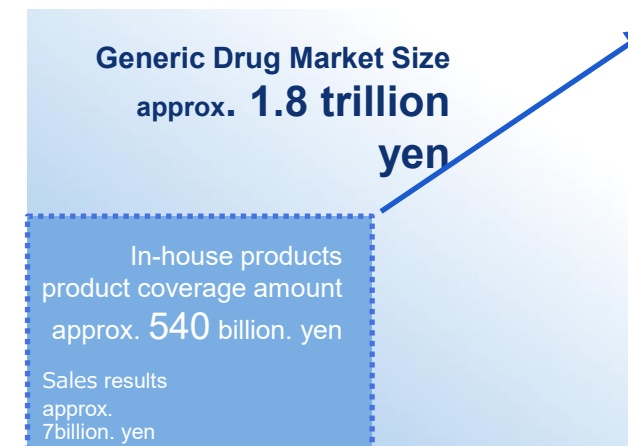 Generic Drug Market Size
approx. 1.8 trillion
yen
In-house products
product coverage amount
approx. 540 billion. yen
Sales results
approx.
7billion. yen